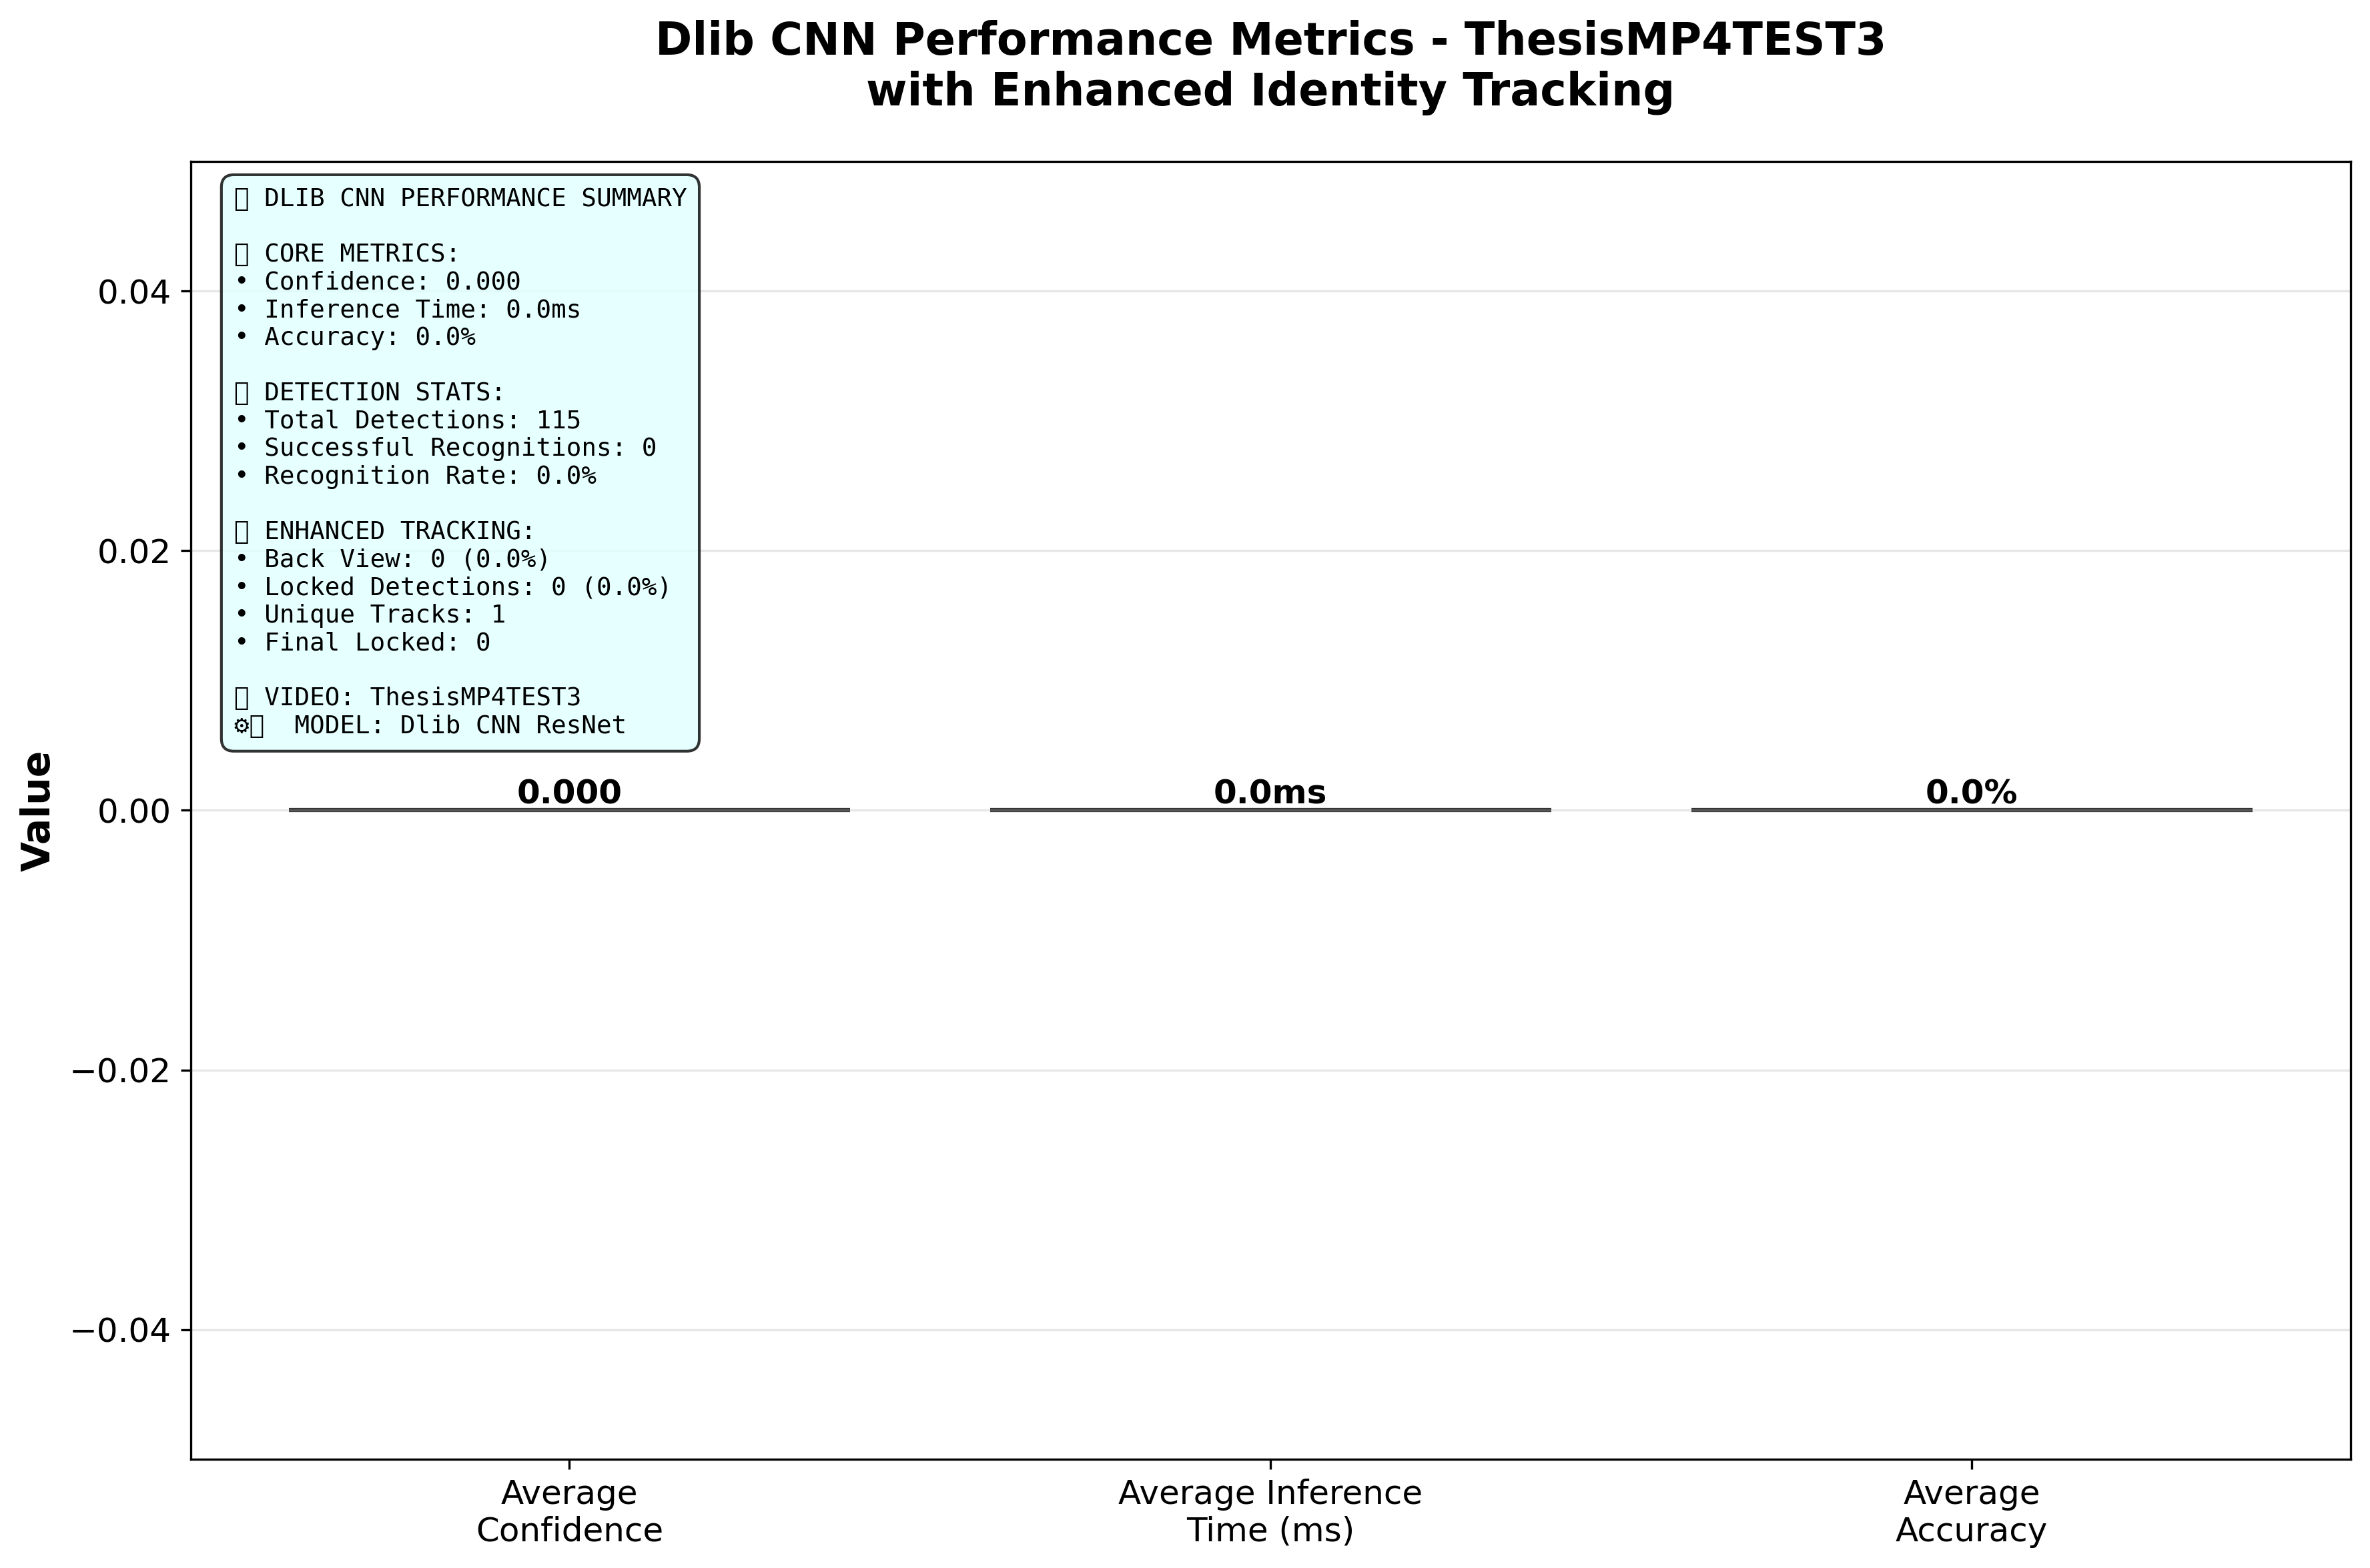 Dlib CNN Performance Metrics - ThesisMP4TEST3
with Enhanced Identity Tracking
DLIB CNN PERFORMANCE SUMMARY
CORE METRICS:
• Confidence: 0.000
• Inference Time: 0.0ms
• Accuracy: 0.0%
DETECTION STATS:
• Total Detections: 115
• Successful Recognitions: 0
• Recognition Rate: 0.0%
ENHANCED TRACKING:
• Back View: 0 (0.0%)
• Locked Detections: 0 (0.0%)
• Unique Tracks: 1
• Final Locked: 0
VIDEO: ThesisMP4TEST3
⚙ MODEL: Dlib CNN ResNet
Value
0.04
0.02
0.00
−0.02
−0.04
0.000
0.0ms
0.0%
Average
Confidence
Average Inference
Time (ms)
Average
Accuracy